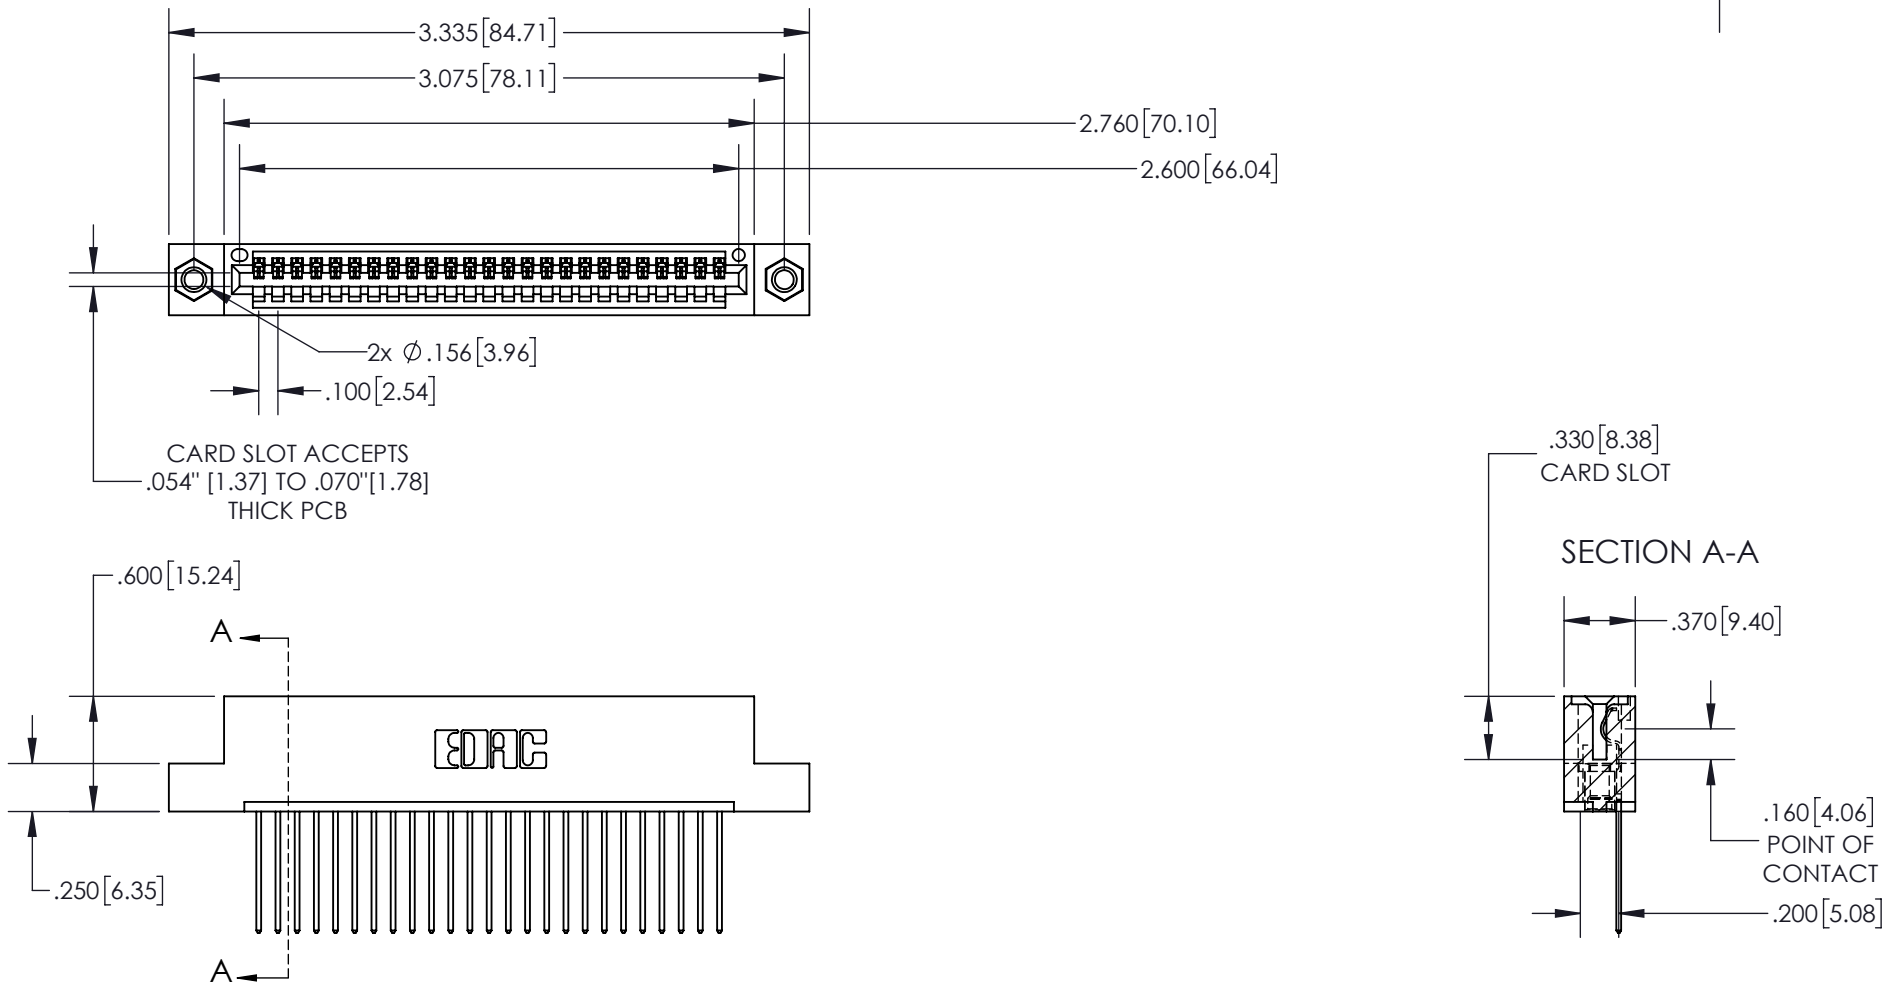 3.335[84.71]
3.075[78.11]
2.760[70.10]
2.600[66.04]
2x Ø.156[3.96]
.100[2.54]
CARD SLOT ACCEPTS
.054" [1.37] TO .070"[1.78]
THICK PCB
.330[8.38]
CARD SLOT
SECTION A-A
.600[15.24]
.370[9.40]
A
EDAC
.160[4.06]
POINT OF
CONTACT
.250[6.35]
.200[5.08]
A